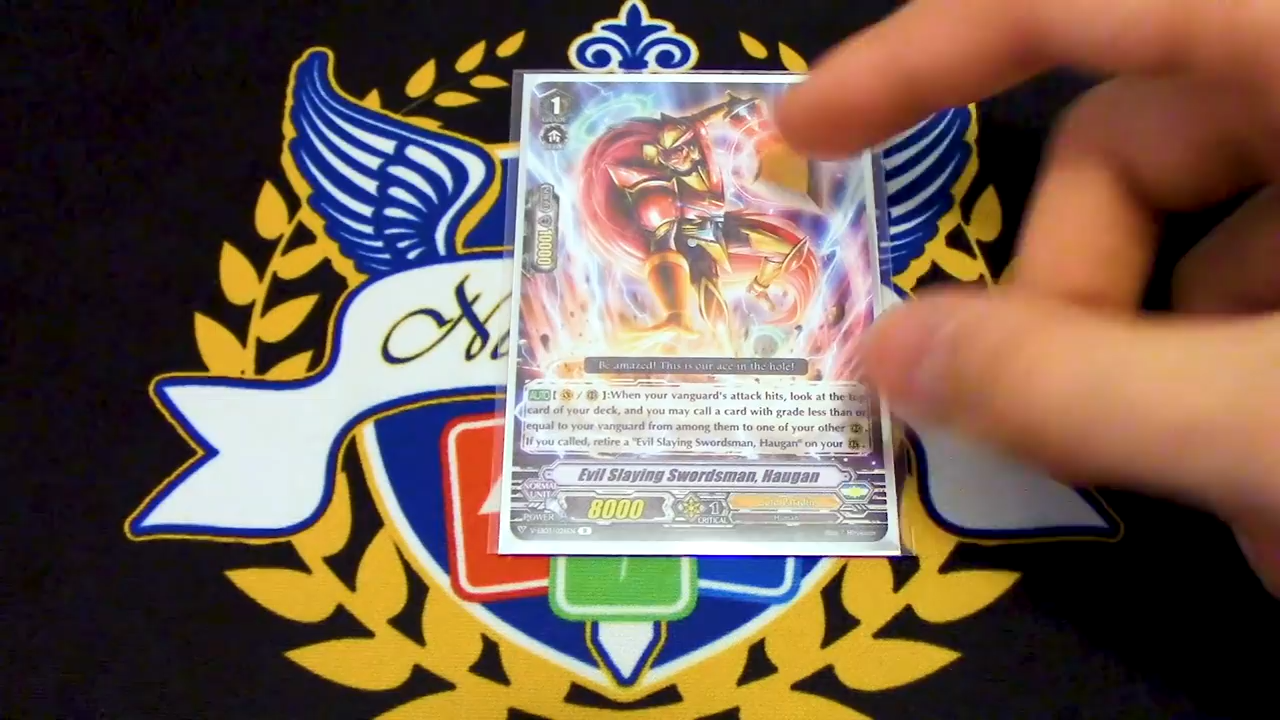 1
GRADE
10000
Be amazed! This is our ace in the hole!
AUTO [ / ]:When your vanguard's attack hits, look at the top
card of your deck, and you may call a card with grade less than or
equal to your vanguard from among them to one of your other .
If you called, retire a "Evil Slaying Swordsman, Haugan" on your .
Evil Slaying Swordsman, Haugan
NORMAL
UNIT
POWER
8000
1
CRITICAL
Human